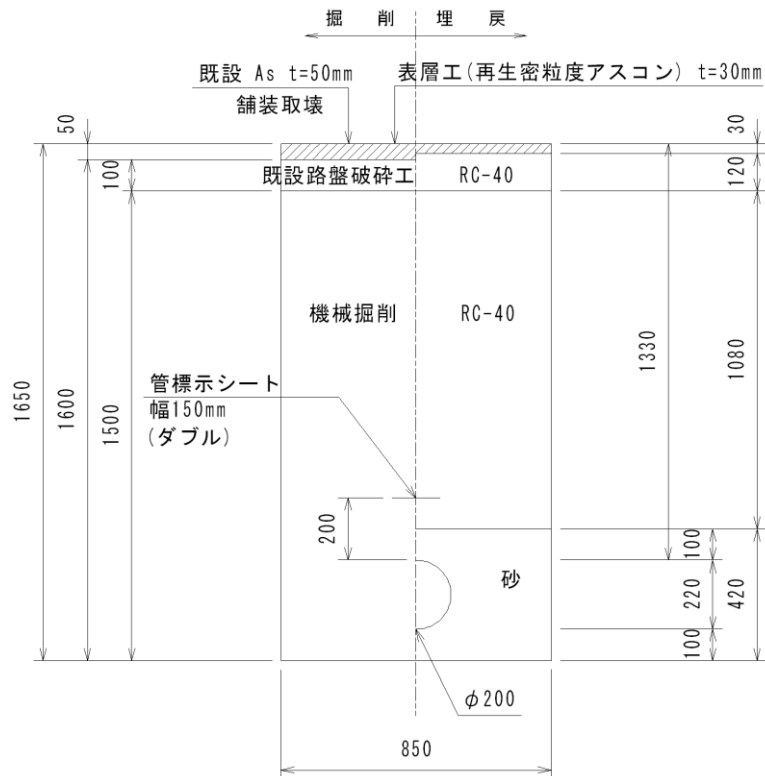 掘 削 埋 戻
既設 As t=50mm
舗装取壊
表層工(再生密粒度アスコン) t=30mm
50
30
100
既設路盤破砕工
RC-40
120
機械掘削
RC-40
1650
1600
1500
1330
1080
管標示シート
幅150mm
(ダブル)
200
100
砂
220
420
100
φ200
850